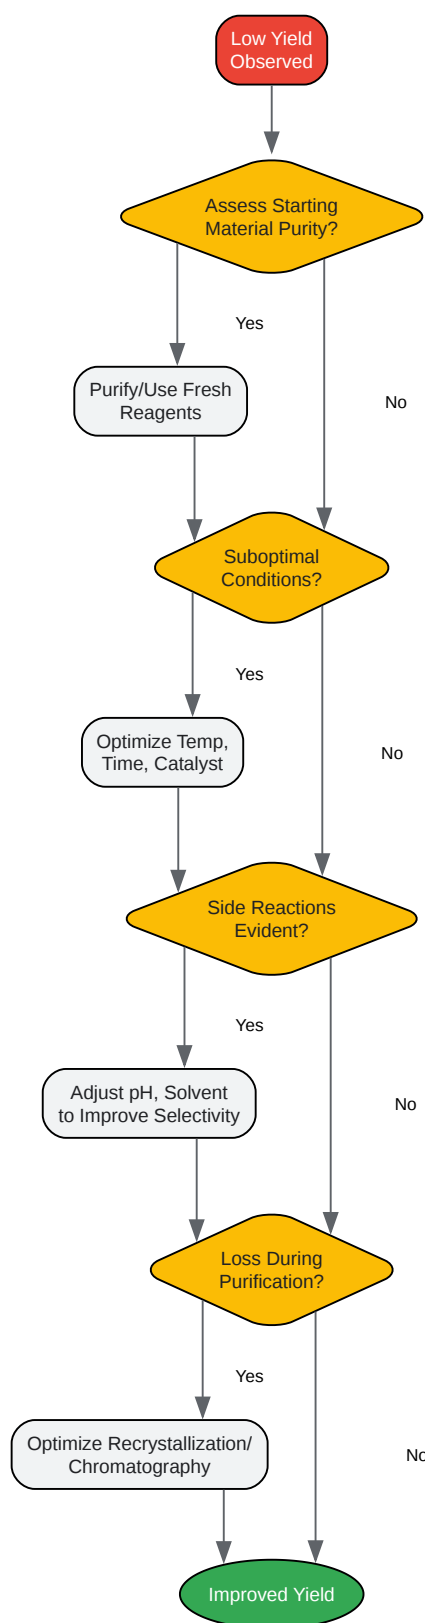 Low Yield
Observed
Assess Starting
Material Purity?
Yes
No
Purify/Use Fresh
Reagents
Suboptimal
Conditions?
Yes
No
Optimize Temp,
Time, Catalyst
Side Reactions
Evident?
Yes
No
Adjust pH, Solvent
to Improve Selectivity
Loss During
Purification?
Yes
No
Optimize Recrystallization/
Chromatography
Improved Yield